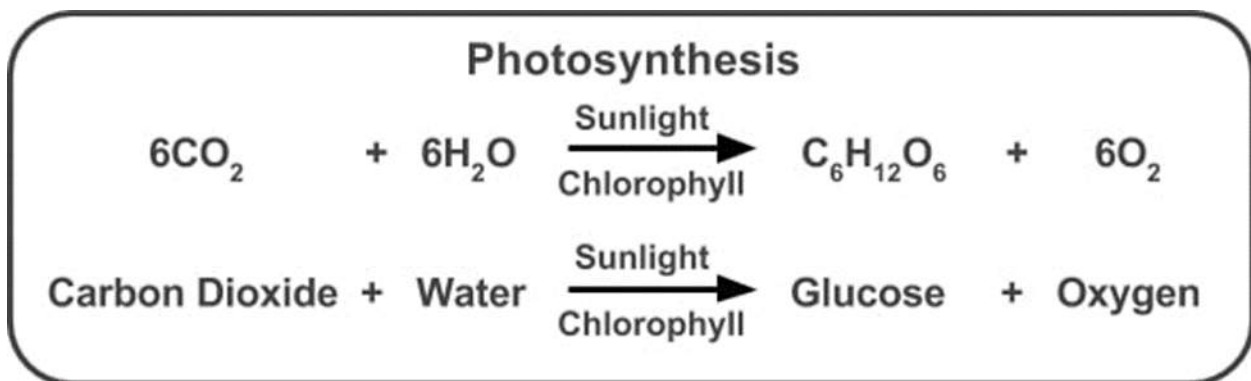 Photosynthesis
Sunlight
6CO₂ + 6H₂O C₆H₁₂O₆ + 6O₂
Chlorophyll
Sunlight
Carbon Dioxide + Water Glucose + Oxygen
Chlorophyll